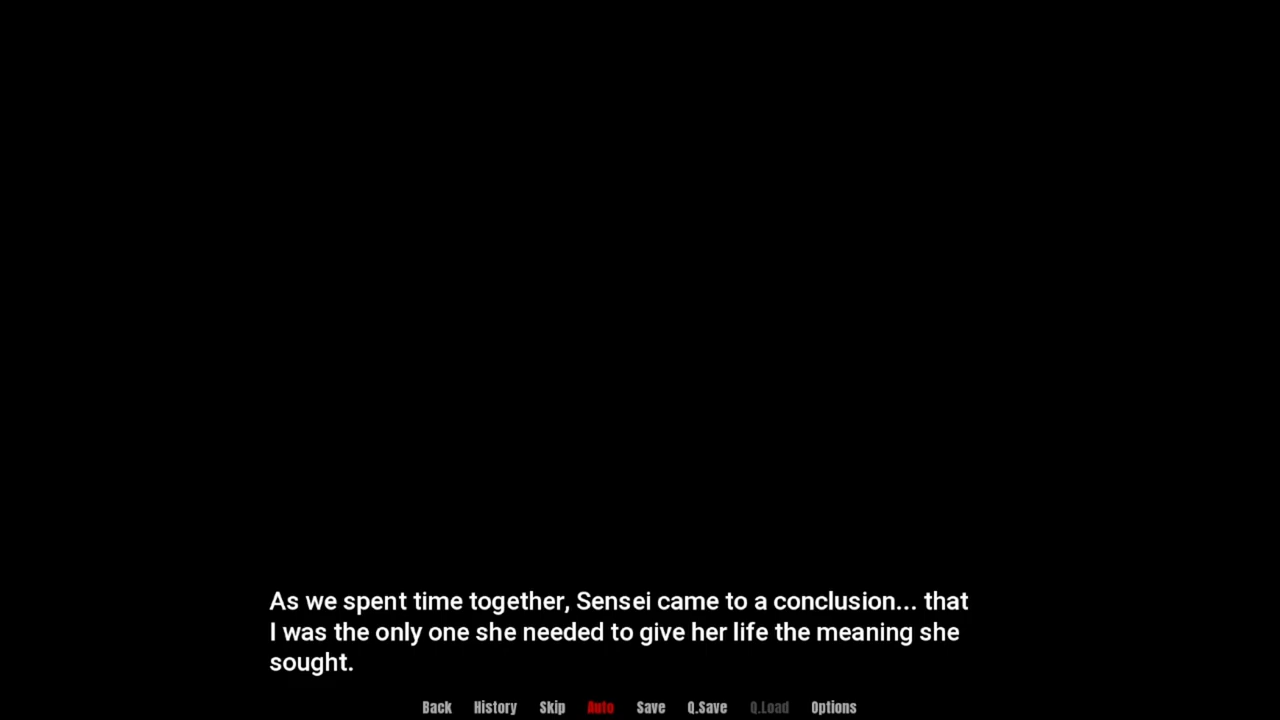 As we spent time together, Sensei came to a conclusion... that
I was the only one she needed to give her life the meaning she
sought.
Back History Skip Auto Save Q.Save Q.Load Options